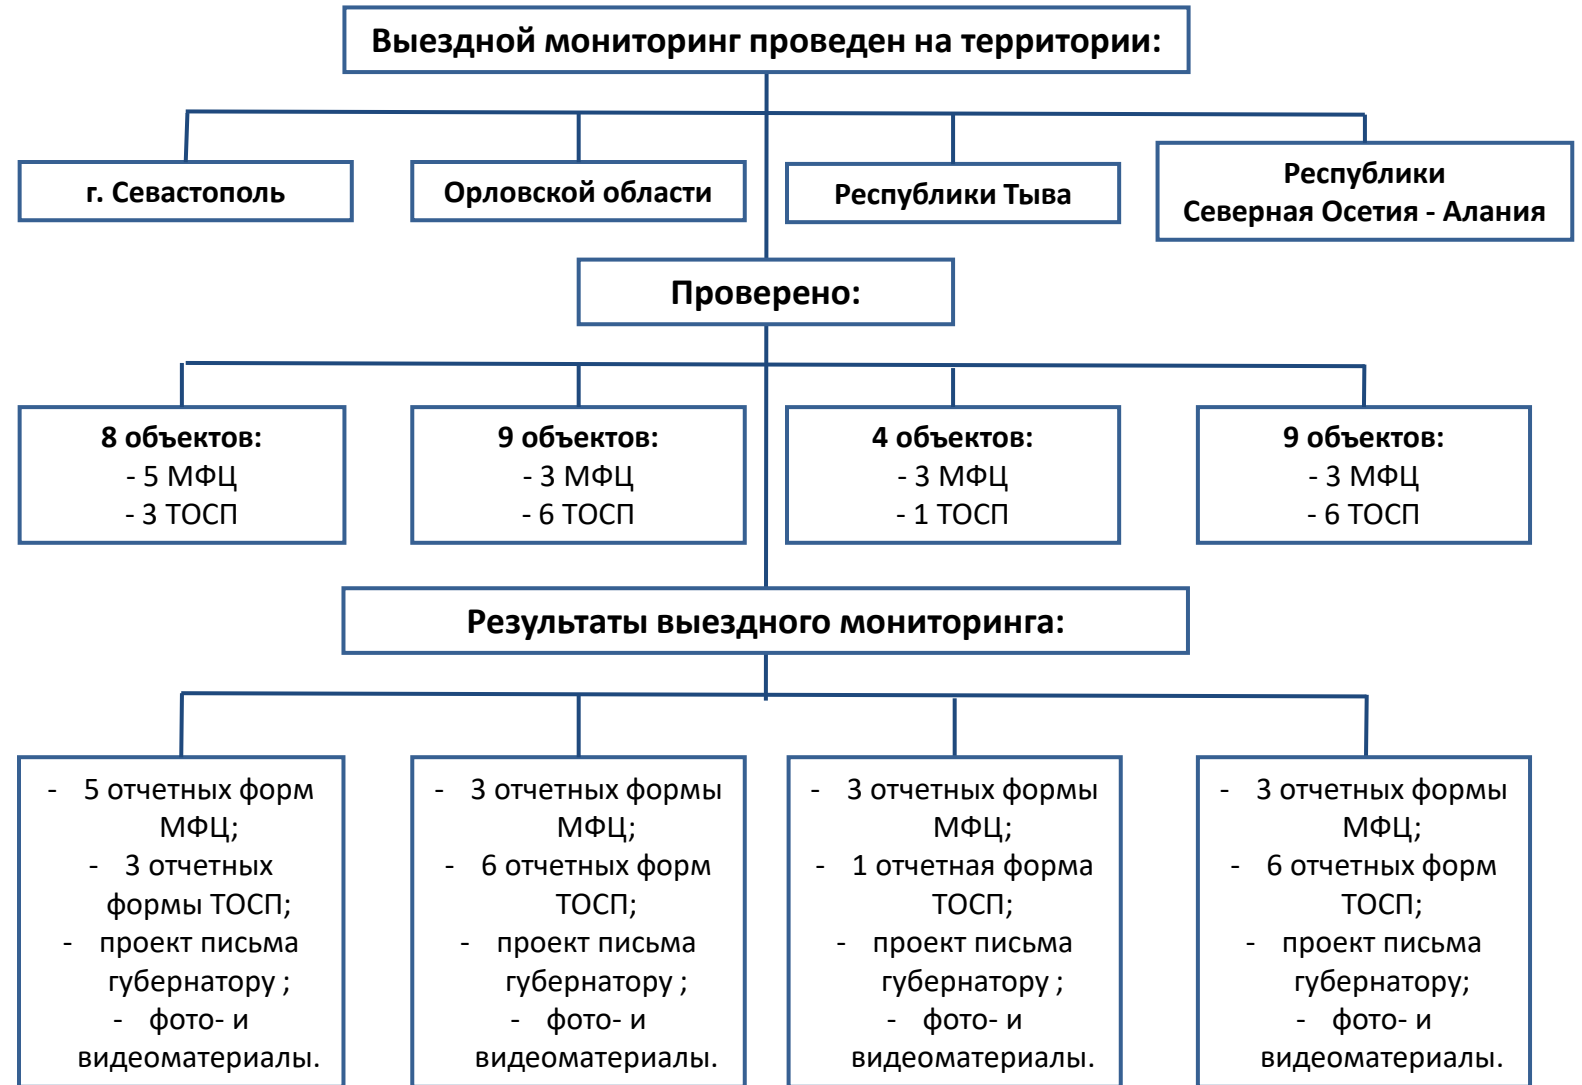 Выездной мониторинг проведен на территории:
г. Севастополь
Орловской области
Республики Тыва
Республики
Северная Осетия - Алания
Проверено:
8 объектов:
- 5 МФЦ
- 3 ТОСП
9 объектов:
- 3 МФЦ
- 6 ТОСП
4 объектов:
- 3 МФЦ
- 1 ТОСП
9 объектов:
- 3 МФЦ
- 6 ТОСП
Результаты выездного мониторинга:
- 5 отчетных форм
МФЦ;
- 3 отчетных
формы ТОСП;
- проект письма
губернатору ;
- фото- и
видеоматериалы.
- 3 отчетных формы
МФЦ;
- 6 отчетных форм
ТОСП;
- проект письма
губернатору ;
- фото- и
видеоматериалы.
- 3 отчетных формы
МФЦ;
- 1 отчетная форма
ТОСП;
- проект письма
губернатору ;
- фото- и
видеоматериалы.
- 3 отчетных формы
МФЦ;
- 6 отчетных форм
ТОСП;
- проект письма
губернатору;
- фото- и
видеоматериалы.